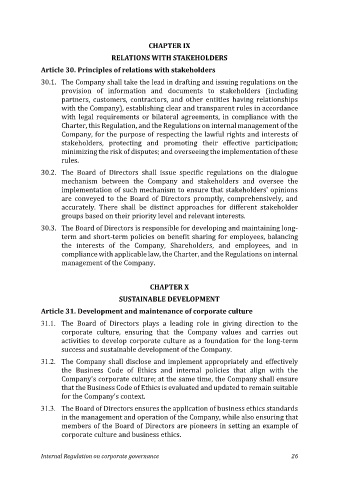 CHAPTER IX
RELATIONS WITH STAKEHOLDERS
Article 30. Principles of relations with stakeholders
30.1. The Company shall take the lead in drafting and issuing regulations on the
provision of information and documents to stakeholders (including
partners, customers, contractors, and other entities having relationships
with the Company), establishing clear and transparent rules in accordance
with legal requirements or bilateral agreements, in compliance with the
Charter, this Regulation, and the Regulations on internal management of the
Company, for the purpose of respecting the lawful rights and interests of
stakeholders, protecting and promoting their effective participation;
minimizing the risk of disputes; and overseeing the implementation of these
rules.
30.2. The Board of Directors shall issue specific regulations on the dialogue
mechanism between the Company and stakeholders and oversee the
implementation of such mechanism to ensure that stakeholders' opinions
are conveyed to the Board of Directors promptly, comprehensively, and
accurately. There shall be distinct approaches for different stakeholder
groups based on their priority level and relevant interests.
30.3. The Board of Directors is responsible for developing and maintaining long-
term and short-term policies on benefit sharing for employees, balancing
the interests of the Company, Shareholders, and employees, and in
compliance with applicable law, the Charter, and the Regulations on internal
management of the Company.
CHAPTER X
SUSTAINABLE DEVELOPMENT
Article 31. Development and maintenance of corporate culture
31.1. The Board of Directors plays a leading role in giving direction to the
corporate culture, ensuring that the Company values and carries out
activities to develop corporate culture as a foundation for the long-term
success and sustainable development of the Company.
31.2. The Company shall disclose and implement appropriately and effectively
the Business Code of Ethics and internal policies that align with the
Company's corporate culture; at the same time, the Company shall ensure
that the Business Code of Ethics is evaluated and updated to remain suitable
for the Company's context.
31.3. The Board of Directors ensures the application of business ethics standards
in the management and operation of the Company, while also ensuring that
members of the Board of Directors are pioneers in setting an example of
corporate culture and business ethics.
Internal Regulation on corporate governance 26